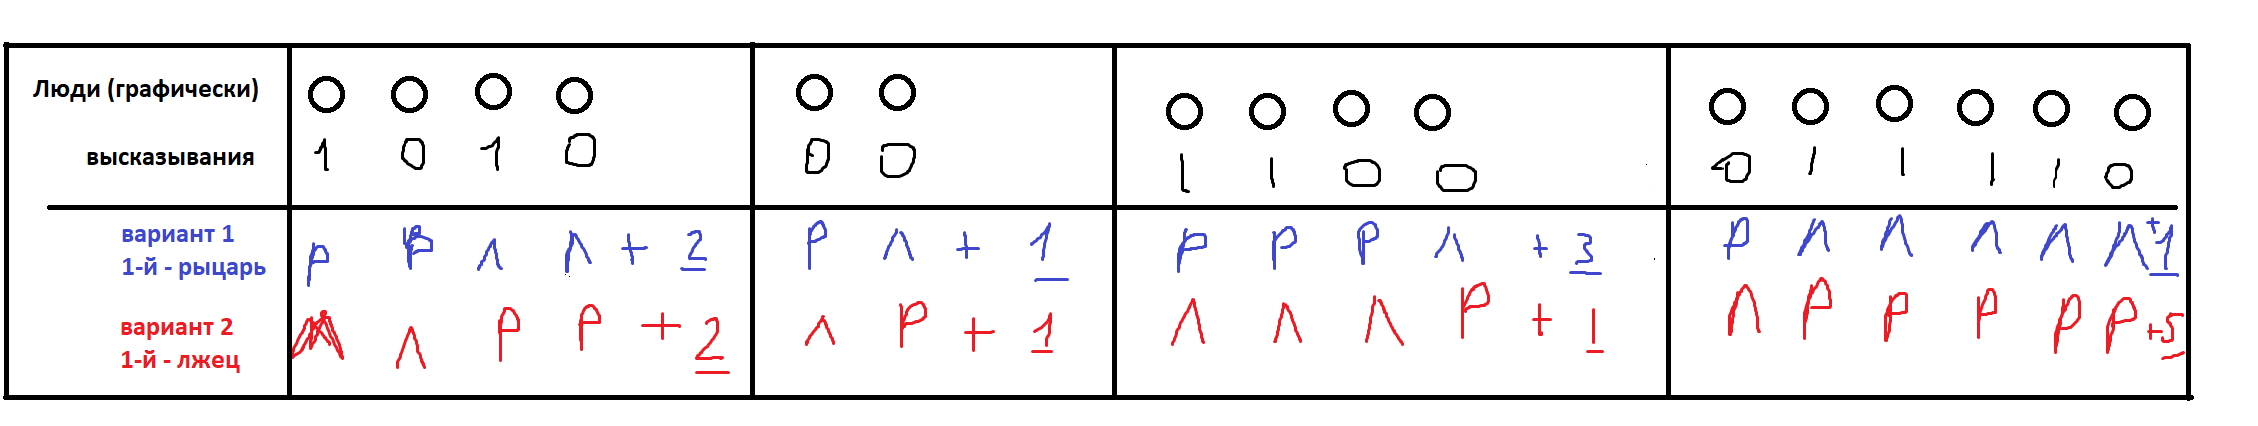 Люди (графически)
высказывания 1 0 1 0 0 0 1 1 0 0 0 1 1 1 1 0
вариант 1
1-й - рыцарь
Р Р Л Л + 2 Р Л + 1 Р Р Р Л + 3 Р Л Л Л Л Л + 1
вариант 2
1-й - лжец
Л Р Р + 2 Л Р + 1 Л Л Л Р + 1 Л Р Р Р Р Р + 5